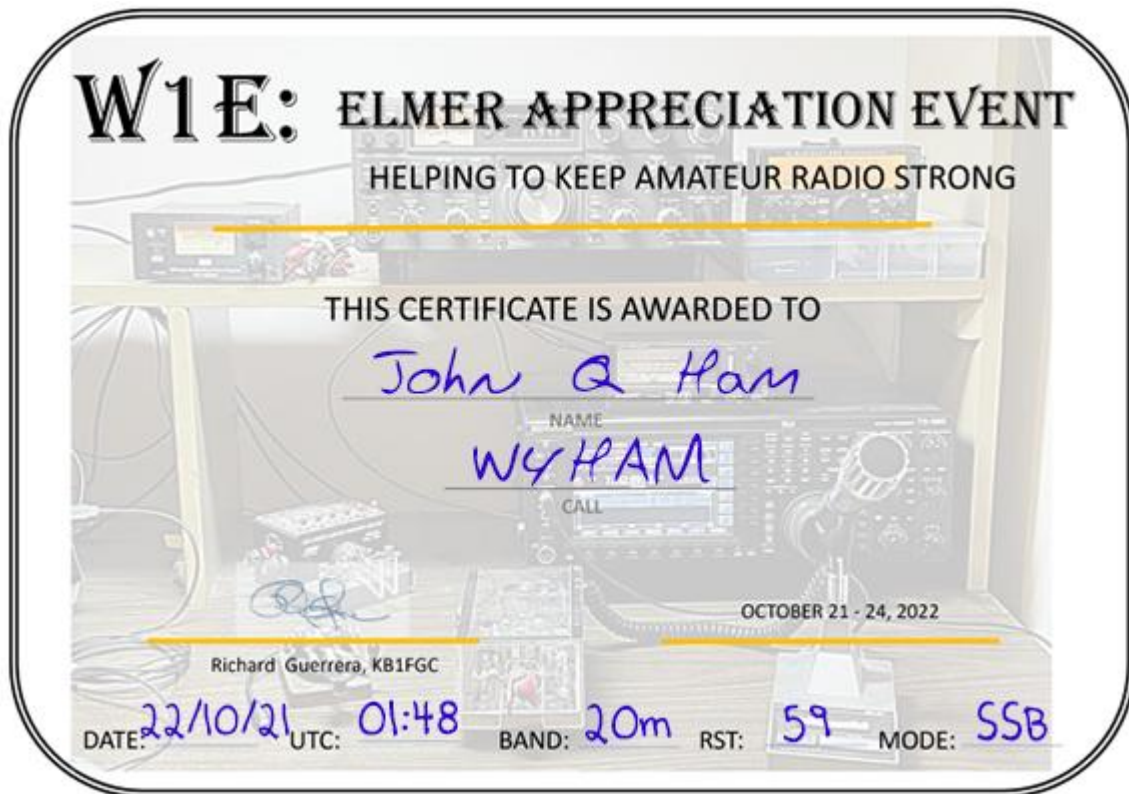 W1E: ELMER APPRECIATION EVENT
HELPING TO KEEP AMATEUR RADIO STRONG
THIS CERTIFICATE IS AWARDED TO
John Q Ham
NAME
W4HAM
CALL
OCTOBER 21 - 24, 2022
Richard Guerrera, KB1FGC
DATE: 22/10/21 UTC: 01:48 BAND: 20m RST: 59 MODE: SSB